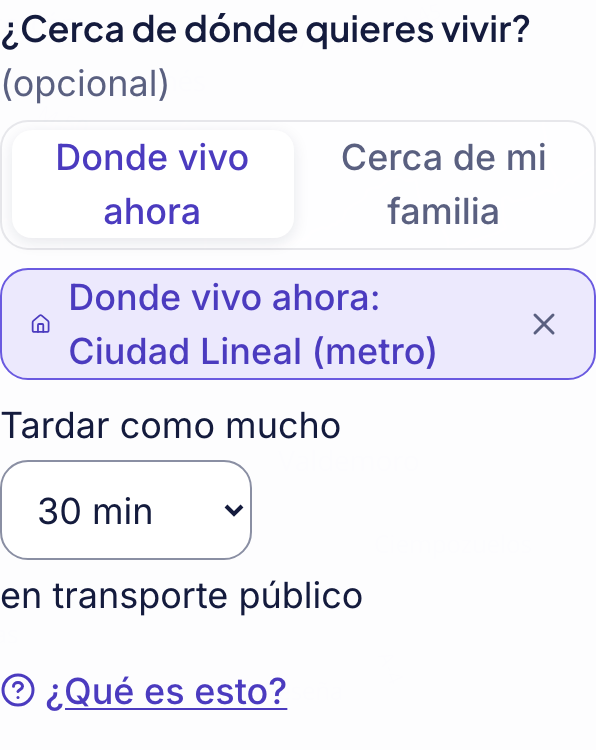 ¿Cerca de dónde quieres vivir?
(opcional)
Donde vivo
ahora
Cerca de mi
familia
Donde vivo ahora:
Ciudad Lineal (metro)
Tardar como mucho
30 min
en transporte público
¿Qué es esto?